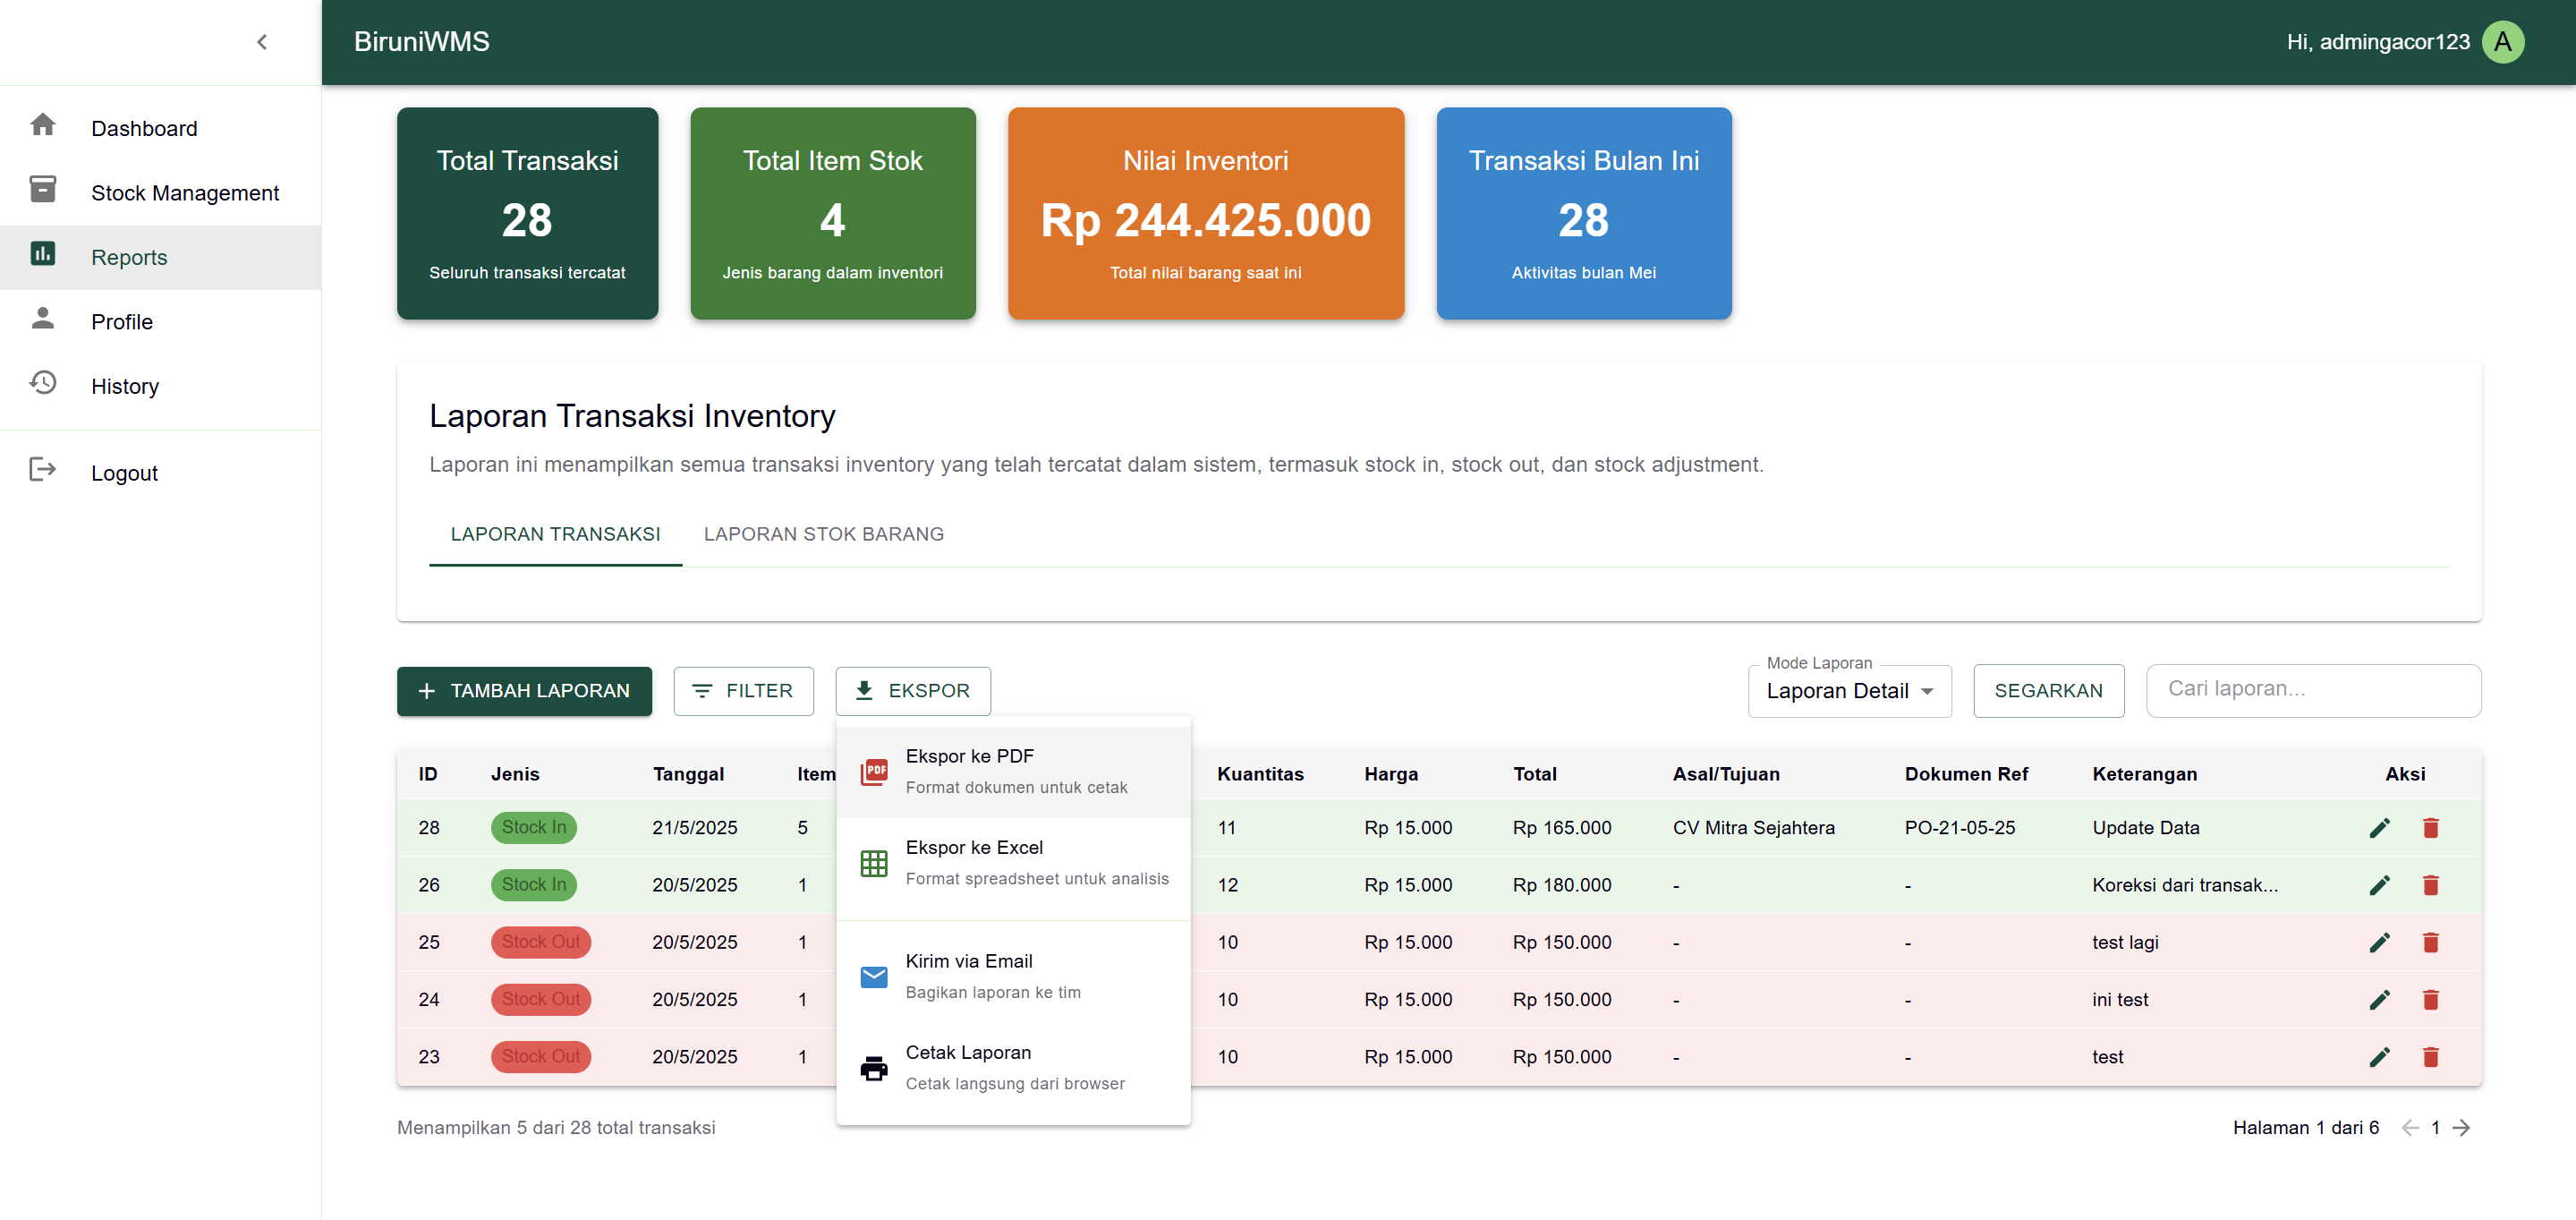 BiruniWMS
Hi, admingacor123 A
Dashboard
Stock Management
Reports
Profile
History
Logout
Total Transaksi
28
Seluruh transaksi tercatat
Total Item Stok
4
Jenis barang dalam inventori
Nilai Inventori
Rp 244.425.000
Total nilai barang saat ini
Transaksi Bulan Ini
28
Aktivitas bulan Mei
Laporan Transaksi Inventory
Laporan ini menampilkan semua transaksi inventory yang telah tercatat dalam sistem, termasuk stock in, stock out, dan stock adjustment.
LAPORAN TRANSAKSI LAPORAN STOK BARANG
TAMBAH LAPORAN FILTER EKSPOR
Mode Laporan
Laporan Detail SEGARKAN Cari laporan...
Ekspor ke PDF
Format dokumen untuk cetak
Ekspor ke Excel
Format spreadsheet untuk analisis
Kirim via Email
Bagikan laporan ke tim
Cetak Laporan
Cetak langsung dari browser
PDF
ID Jenis Tanggal Item Kuantitas Harga Total Asal/Tujuan Dokumen Ref Keterangan Aksi
28 Stock In 21/5/2025 5 11 Rp 15.000 Rp 165.000 CV Mitra Sejahtera PO-21-05-25 Update Data
26 Stock In 20/5/2025 1 12 Rp 15.000 Rp 180.000 - - Koreksi dari transak...
25 Stock Out 20/5/2025 1 10 Rp 15.000 Rp 150.000 - - test lagi
24 Stock Out 20/5/2025 1 10 Rp 15.000 Rp 150.000 - - ini test
23 Stock Out 20/5/2025 1 10 Rp 15.000 Rp 150.000 - - test
Menampilkan 5 dari 28 total transaksi
Halaman 1 dari 6 1